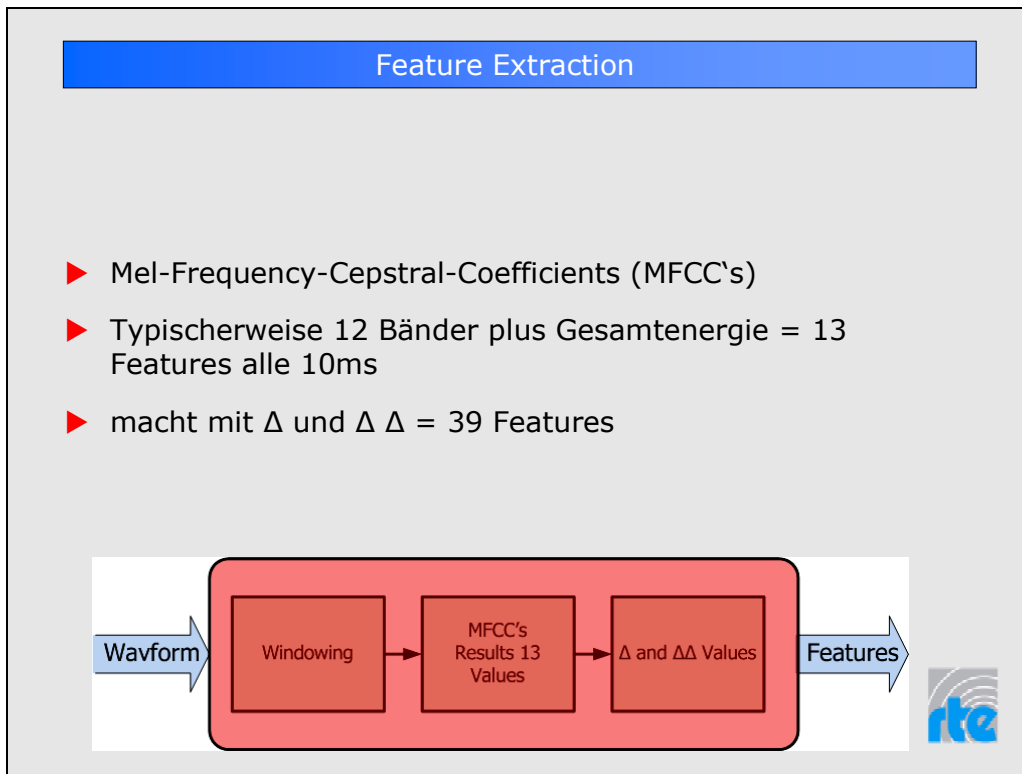 Feature Extraction
Mel-Frequency-Cepstral-Coefficients (MFCC‘s)
Typischerweise 12 Bänder plus Gesamtenergie = 13
Features alle 10ms
macht mit Δ und Δ Δ = 39 Features
Wavform
Windowing
MFCC's
Results 13
Values
Δ and ΔΔ Values
Features
rte